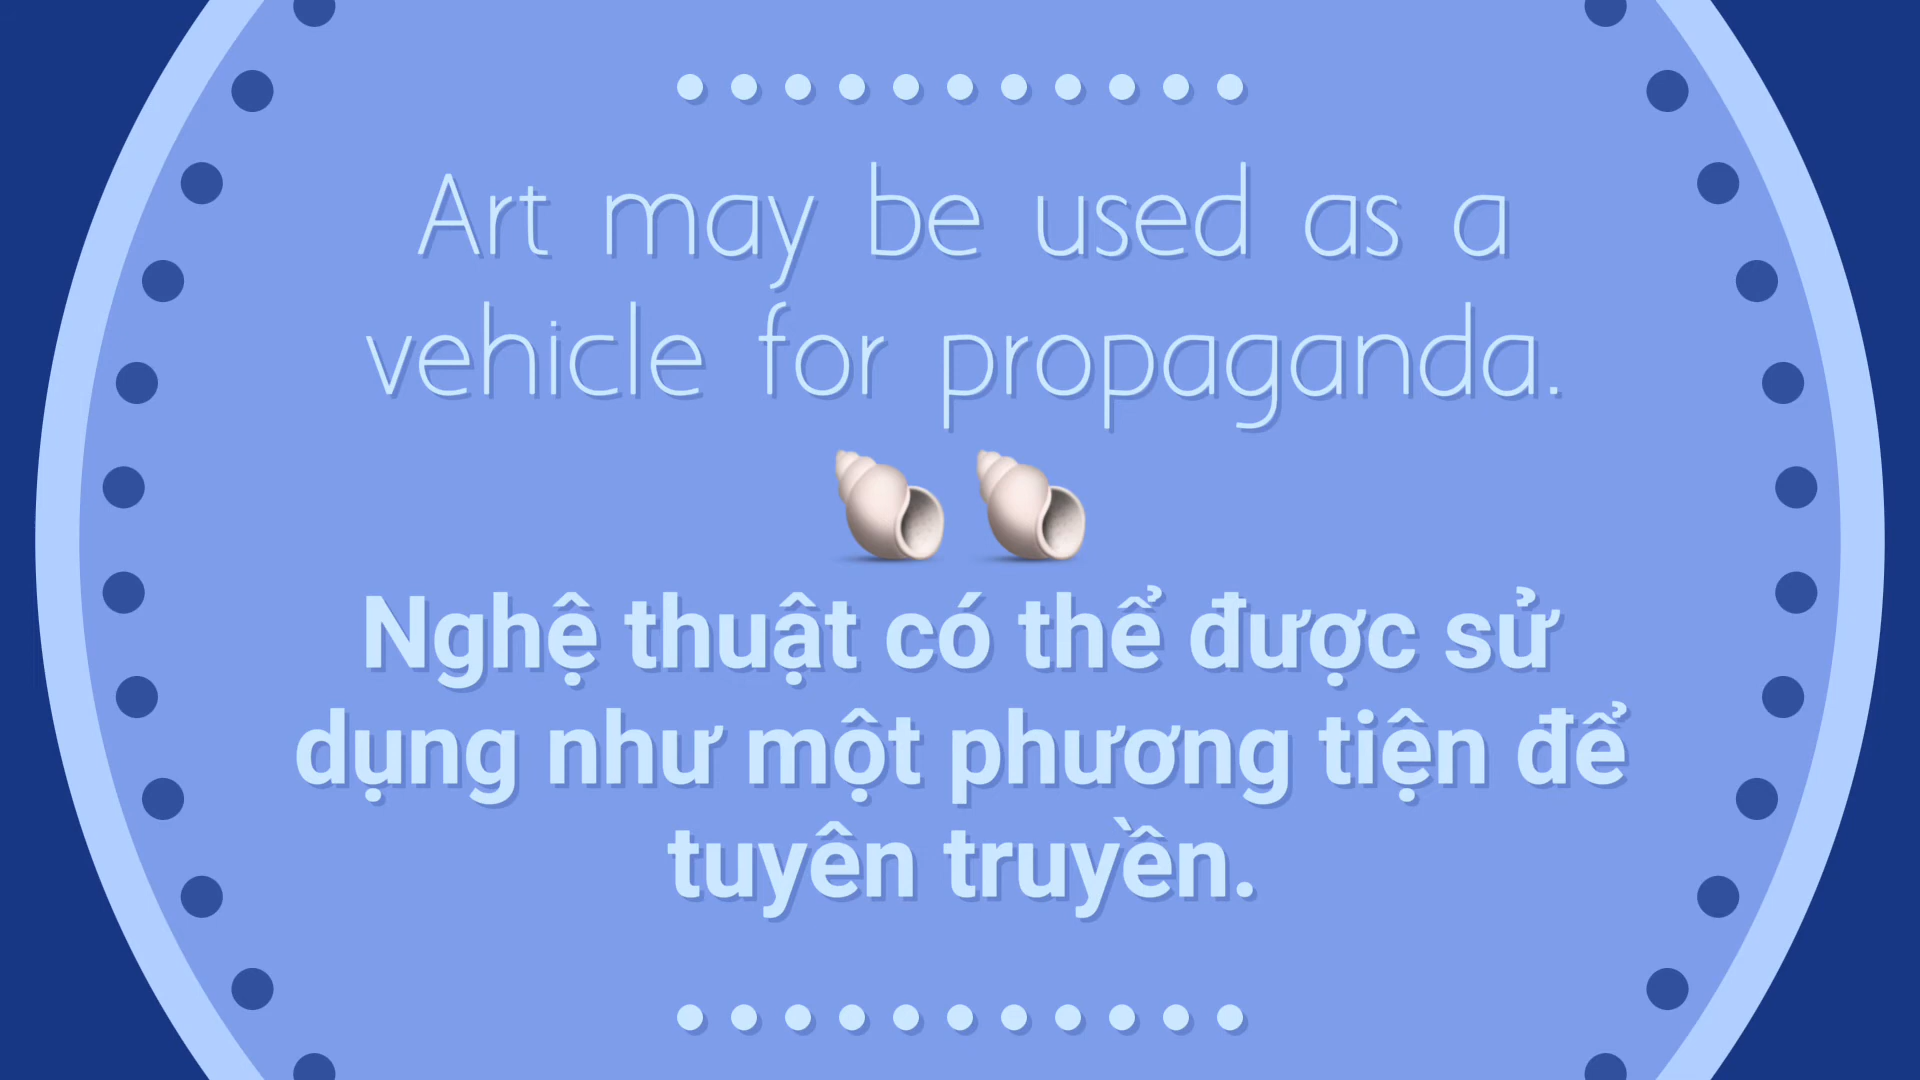 Art may be used as a
vehicle for propaganda.
Nghệ thuật có thể được sử
dụng như một phương tiện để
tuyên truyền.